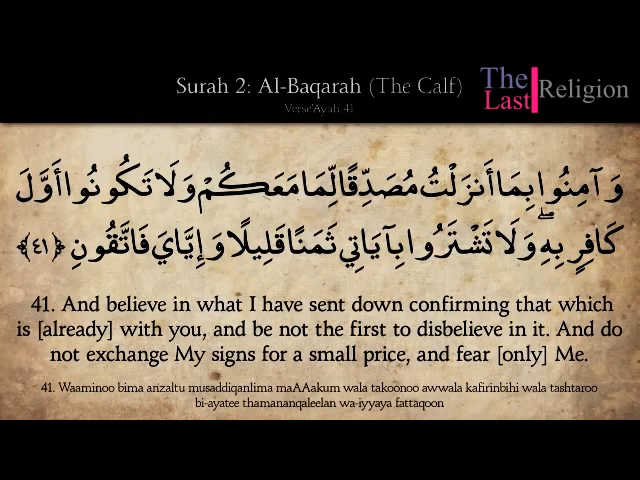 Surah 2: Al-Baqarah (The Calf)
The Last Religion
Verse'Ayah 41
وَآمِنُوا بِمَا أَنزَلْتُ مُصَدِّقًا لِّمَا مَعَكُمْ وَلَا تَكُونُوا أَوَّلَ
كَافِرٍ بِهِ ۖ وَلَا تَشْتَرُوا بِآيَاتِي ثَمَنًا قَلِيلًا وَإِيَّايَ فَاتَّقُونِ ﴿٤١﴾
41. And believe in what I have sent down confirming that which
is [already] with you, and be not the first to disbelieve in it. And do
not exchange My signs for a small price, and fear [only] Me.
41. Waaminoo bima anzaltu musaddiqanlima maAAakum wala takoonoo awwala kafirinbihi wala tashtaroo
bi-ayatee thamananqaleelan wa-iyyaya fattaqoon